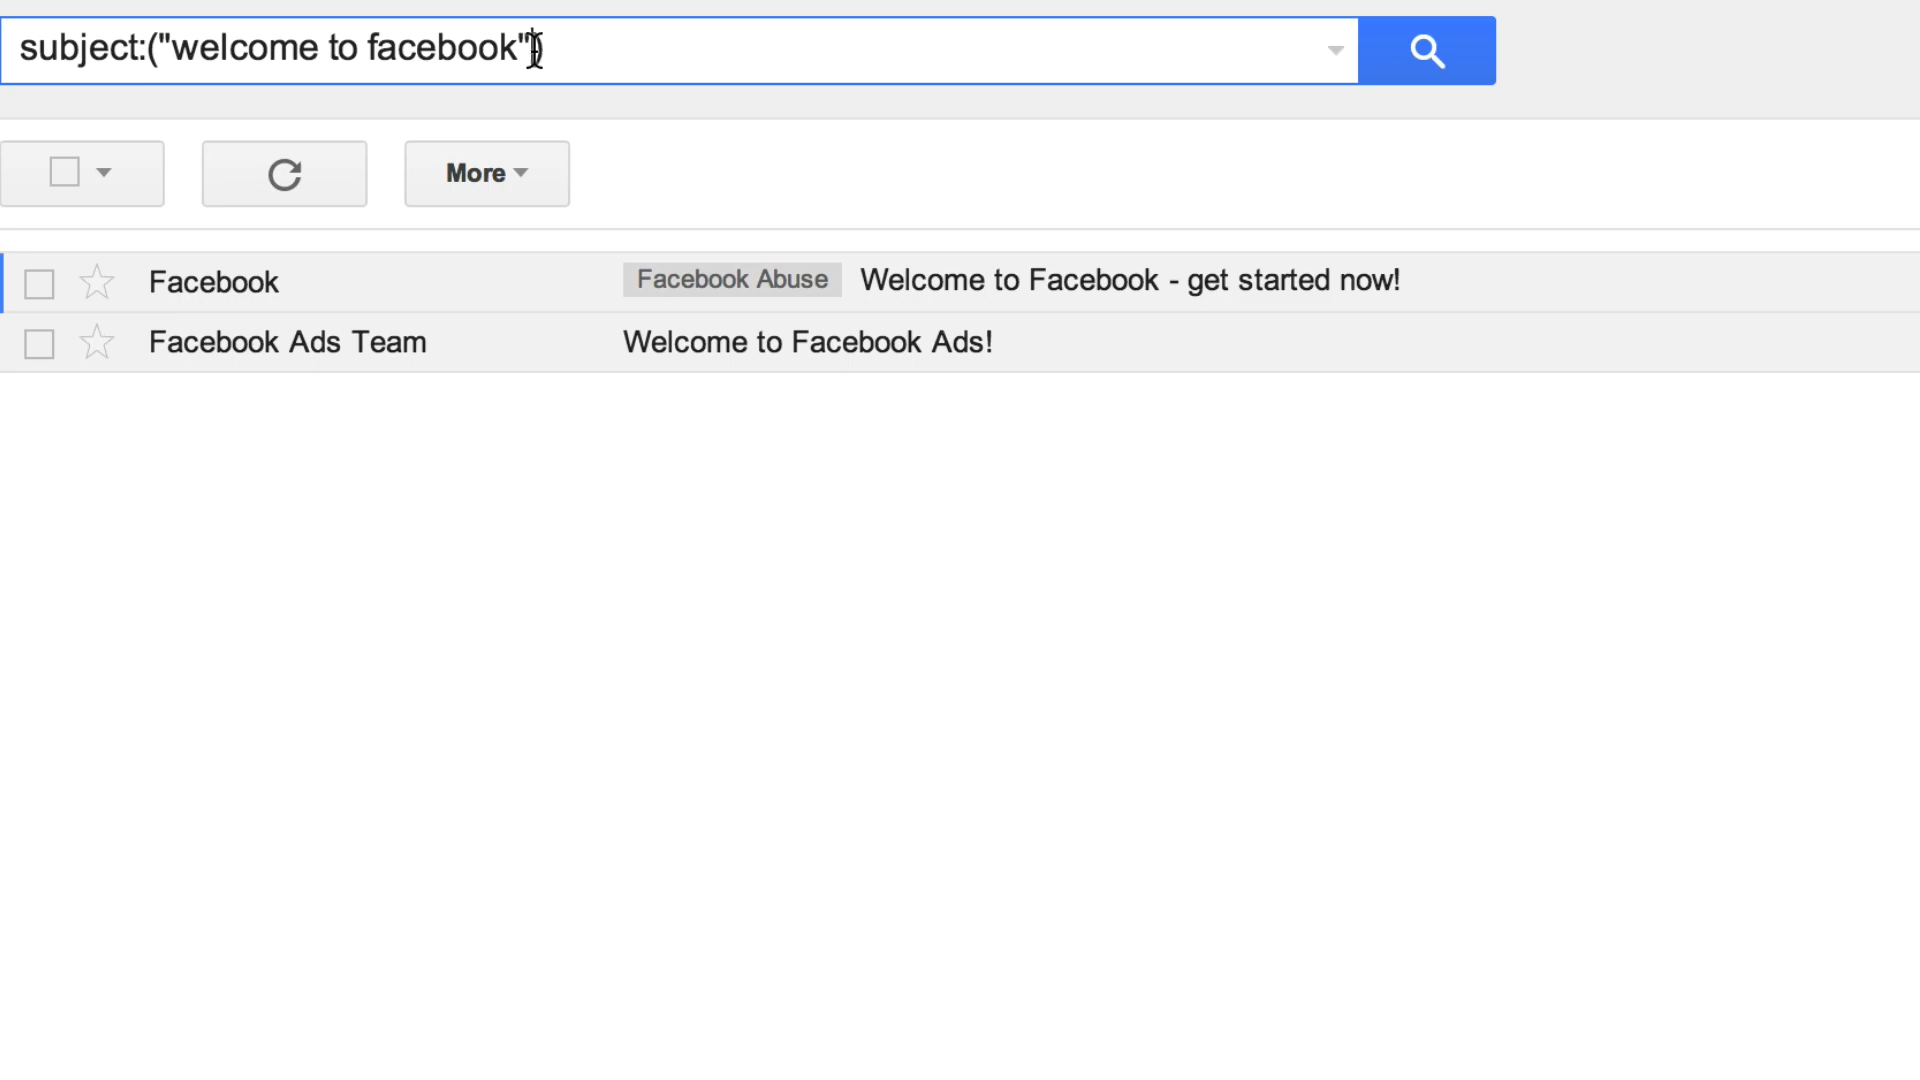 subject:("welcome to facebook")
More
Facebook Facebook Abuse Welcome to Facebook - get started now!
Facebook Ads Team Welcome to Facebook Ads!